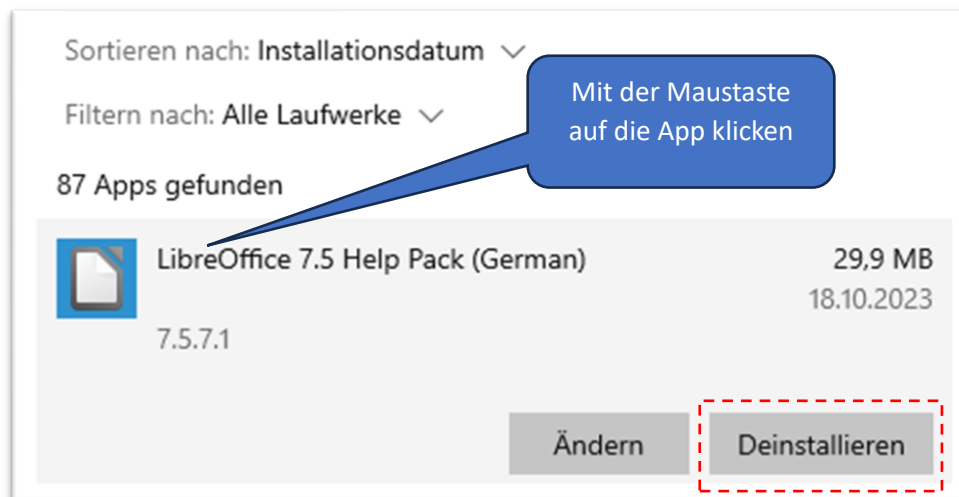 Sortieren nach: Installationsdatum
Filtern nach: Alle Laufwerke
Mit der Maustaste
auf die App klicken
87 Apps gefunden
LibreOffice 7.5 Help Pack (German) 29,9 MB
18.10.2023
7.5.7.1
Ändern Deinstallieren